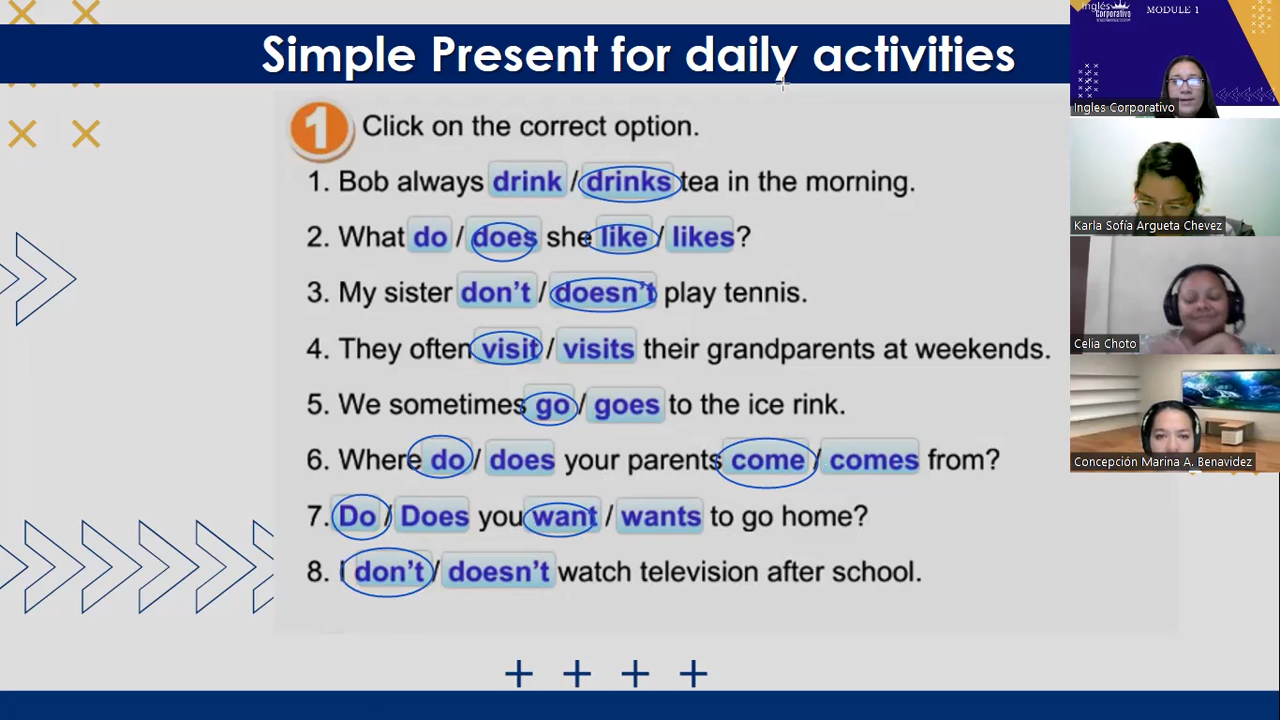 Simple Present for daily activities
1 Click on the correct option.
1. Bob always drink / drinks tea in the morning.
2. What do / does she like / likes?
3. My sister don't / doesn't play tennis.
4. They often visit / visits their grandparents at weekends.
5. We sometimes go / goes to the ice rink.
6. Where do / does your parents come / comes from?
7. Do / Does you want / wants to go home?
8. I don't / doesn't watch television after school.
Inglés
Corporativo
MODULE 1
Ingles Corporativo
Karla Sofía Argueta Chevez
Celia Choto
Concepción Marina A. Benavidez